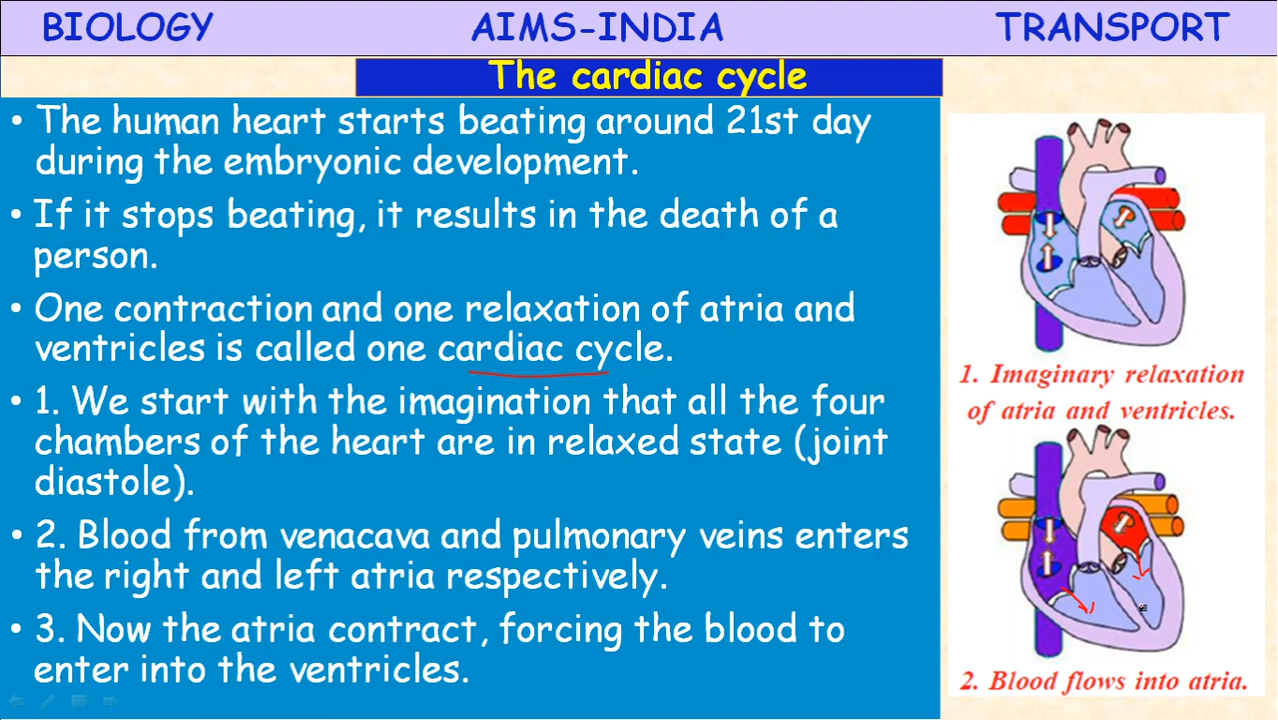 BIOLOGY AIMS-INDIA TRANSPORT
The cardiac cycle
• The human heart starts beating around 21st day
during the embryonic development.
• If it stops beating, it results in the death of a
person.
• One contraction and one relaxation of atria and
ventricles is called one cardiac cycle.
• 1. We start with the imagination that all the four
chambers of the heart are in relaxed state (joint
diastole).
• 2. Blood from venacava and pulmonary veins enters
the right and left atria respectively.
• 3. Now the atria contract, forcing the blood to
enter into the ventricles.
1. Imaginary relaxation
of atria and ventricles.
2. Blood flows into atria.